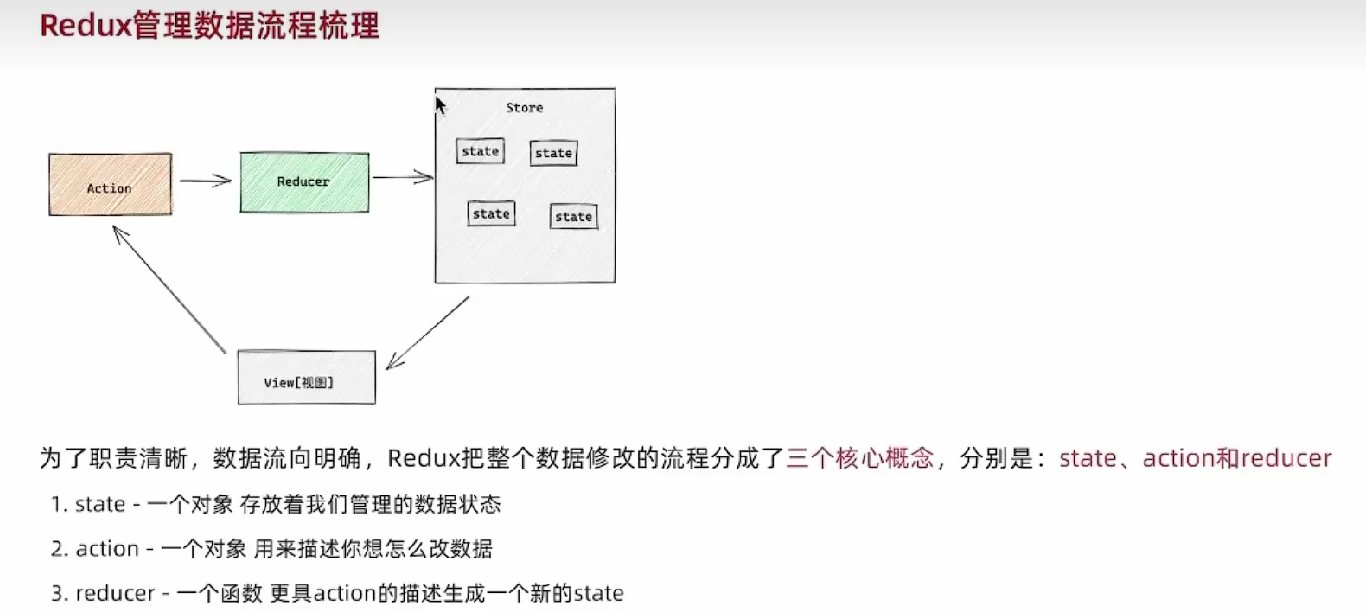 Redux管理数据流程梳理
Store
state state
Action
Reducer
state state
View[视图]
为了职责清晰，数据流向明确，Redux把整个数据修改的流程分成了三个核心概念，分别是：state、action和reducer
1. state - 一个对象 存放着我们管理的数据状态
2. action - 一个对象 用来描述你想怎么改数据
3. reducer - 一个函数 更具action的描述生成一个新的state